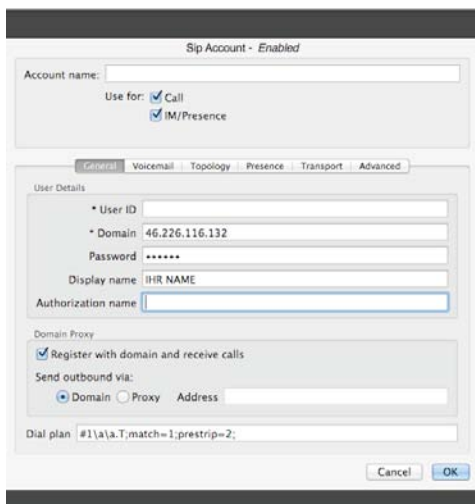 Sip Account - Enabled
Account name:
Use for: Call
IM/Presence
General Voicemail Topology Presence Transport Advanced
User Details
* User ID
* Domain 46.226.116.132
Password ••••••
Display name IHR NAME
Authorization name
Domain Proxy
Register with domain and receive calls
Send outbound via:
Domain Proxy Address
Dial plan #1\a\a.T;match=1;prestrip=2;
Cancel OK